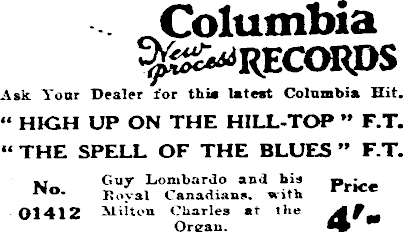 Columbia
New process RECORDS
Ask Your Dealer for this latest Columbia Hit.
"HIGH UP ON THE HILL-TOP" F.T.
"THE SPELL OF THE BLUES" F.T.
No.
01412
Guy Lombardo and his
Royal Canadians, with
Milton Charles at the
Organ.
Price
4/-